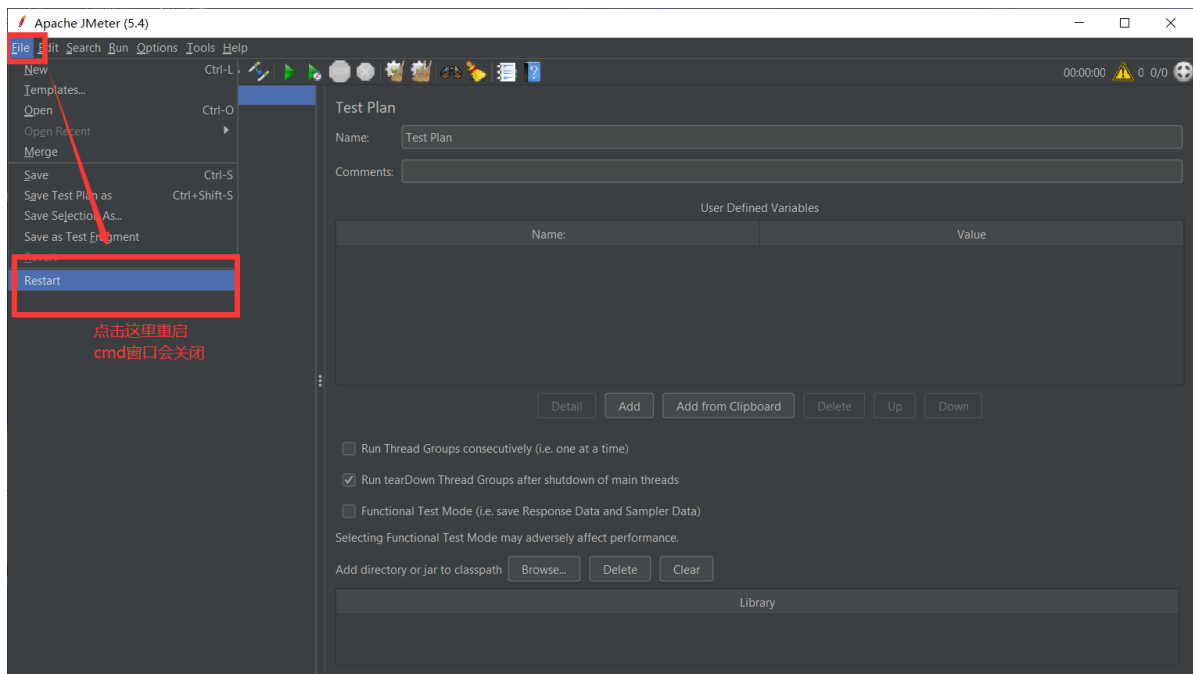 Apache JMeter (5.4)
File Edit Search Run Options Tools Help
New Ctrl-L
00:00:00 0 0/0
Templates...
Open Ctrl-O
Open Recent
Merge
Save Ctrl-S
Save Test Plan as Ctrl+Shift-S
Save Selection As...
Save as Test Fragment
Revert
Restart
点击这里重启
cmd窗口会关闭
Test Plan
Name: Test Plan
Comments:
User Defined Variables
Name: Value
Detail Add Add from Clipboard Delete Up Down
Run Thread Groups consecutively (i.e. one at a time)
Run tearDown Thread Groups after shutdown of main threads
Functional Test Mode (i.e. save Response Data and Sampler Data)
Selecting Functional Test Mode may adversely affect performance.
Add directory or jar to classpath Browse... Delete Clear
Library